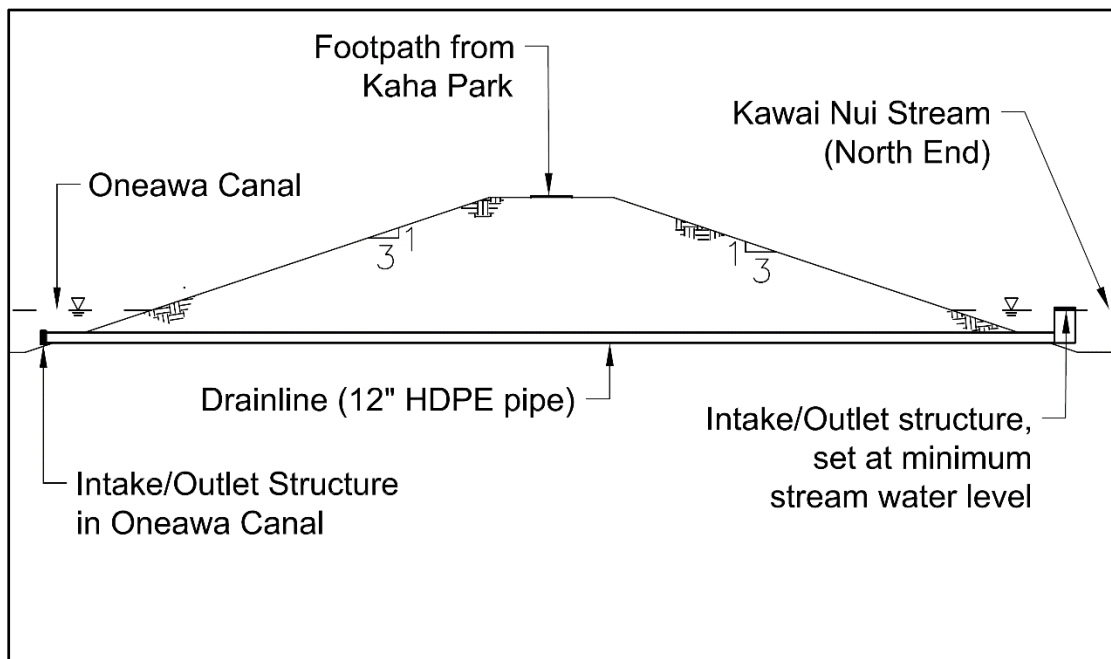 Footpath from
Kaha Park
Kawai Nui Stream
(North End)
Oneawa Canal
3 1
1 3
Drainline (12" HDPE pipe)
Intake/Outlet structure,
set at minimum
stream water level
Intake/Outlet Structure
in Oneawa Canal